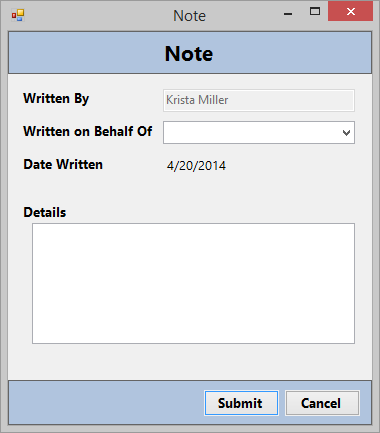 Note
Note
Written By Krista Miller
Written on Behalf Of
Date Written 4/20/2014
Details
Submit Cancel